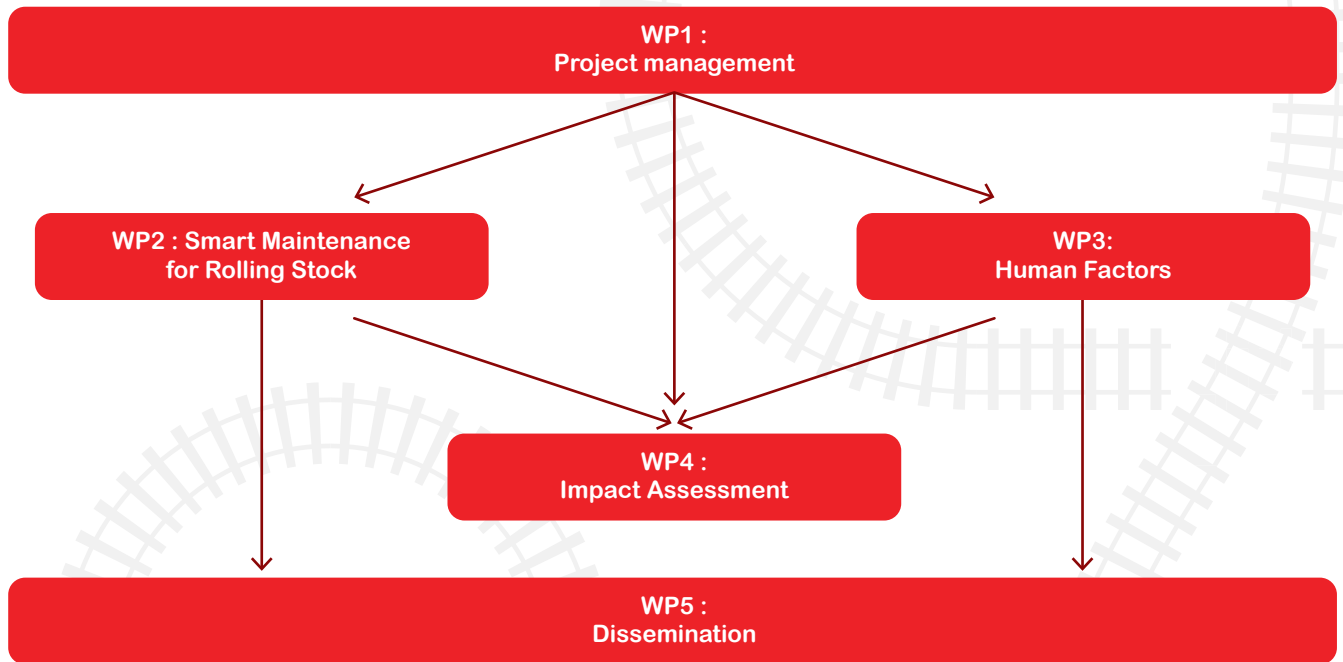 WP1 :
Project management
WP2 : Smart Maintenance
for Rolling Stock
WP3:
Human Factors
WP4 :
Impact Assessment
WP5 :
Dissemination